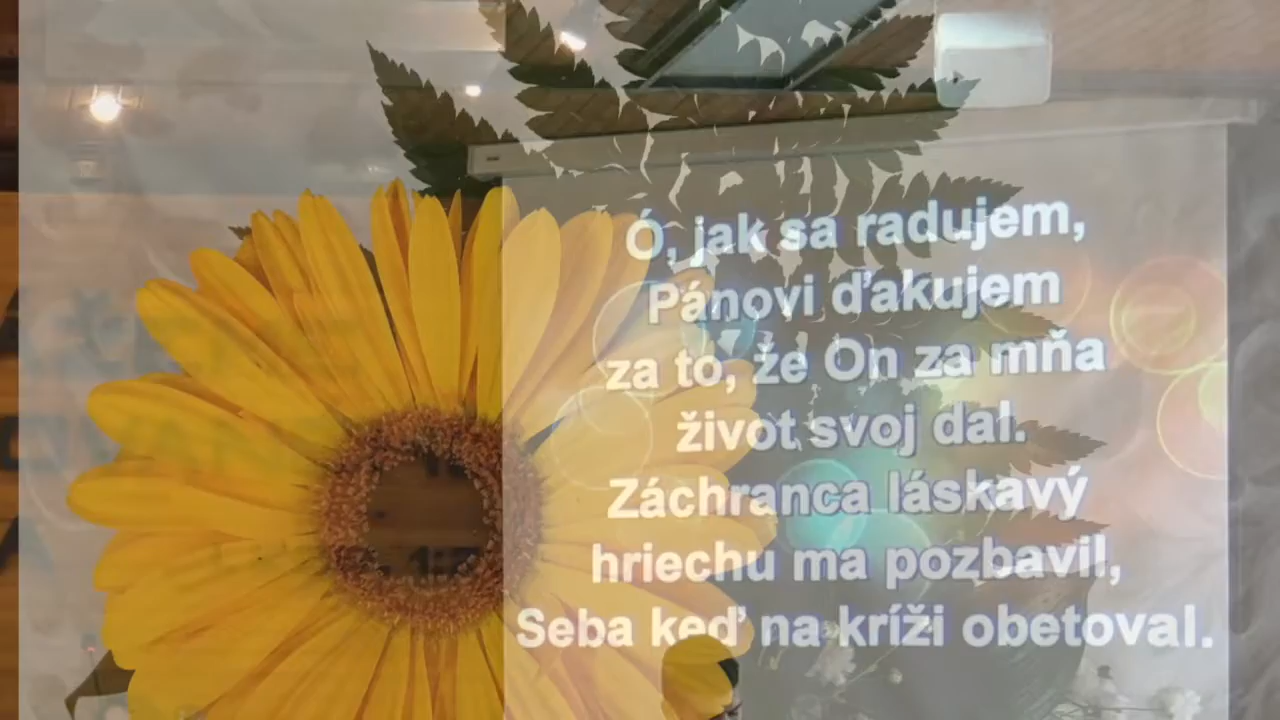 Ó, jak sa radujem,
Pánovi ďakujem
za to, že On za mňa
život svoj dal.
Záchranca láskavý
hriechu ma pozbavil,
Seba keď na kríži obetoval.